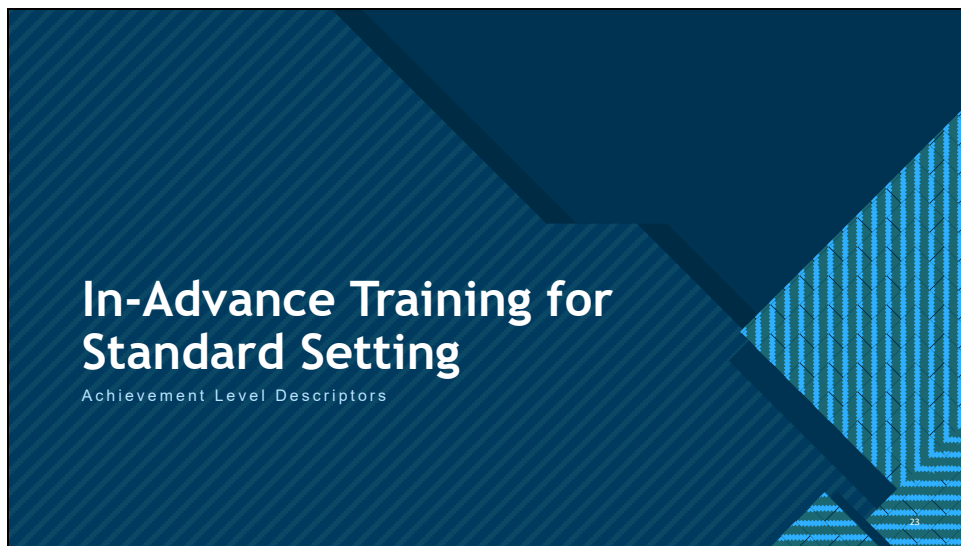 In-Advance Training for
Standard Setting
Achievement Level Descriptors
23